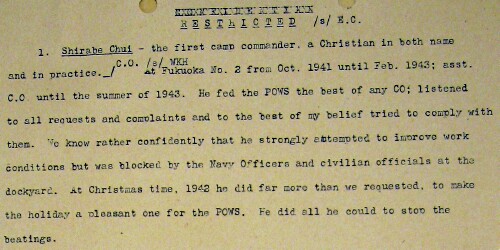 CONFIDENTIAL
RESTRICTED /s/ E.C.
1. Shirabe Chui - the first camp commander, a Christian in both name
C.O. /s/ WKH
and in practice._/ at Fukuoka No. 2 from Oct. 1941 until Feb. 1943; asst.
C.O until the summer of 1943. He fed the POWS the best of any CO; listened
to all requests and complaints and to the best of my belief tried to comply with
them. We know rather confidently that he strongly attempted to improve work
conditions but was blocked by the Navy Officers and civilian officials at the
dockyard. At Christmas time, 1942 he did far more than we requested, to make
the holiday a pleasant one for the POWS. He did all he could to stop the
beatings.